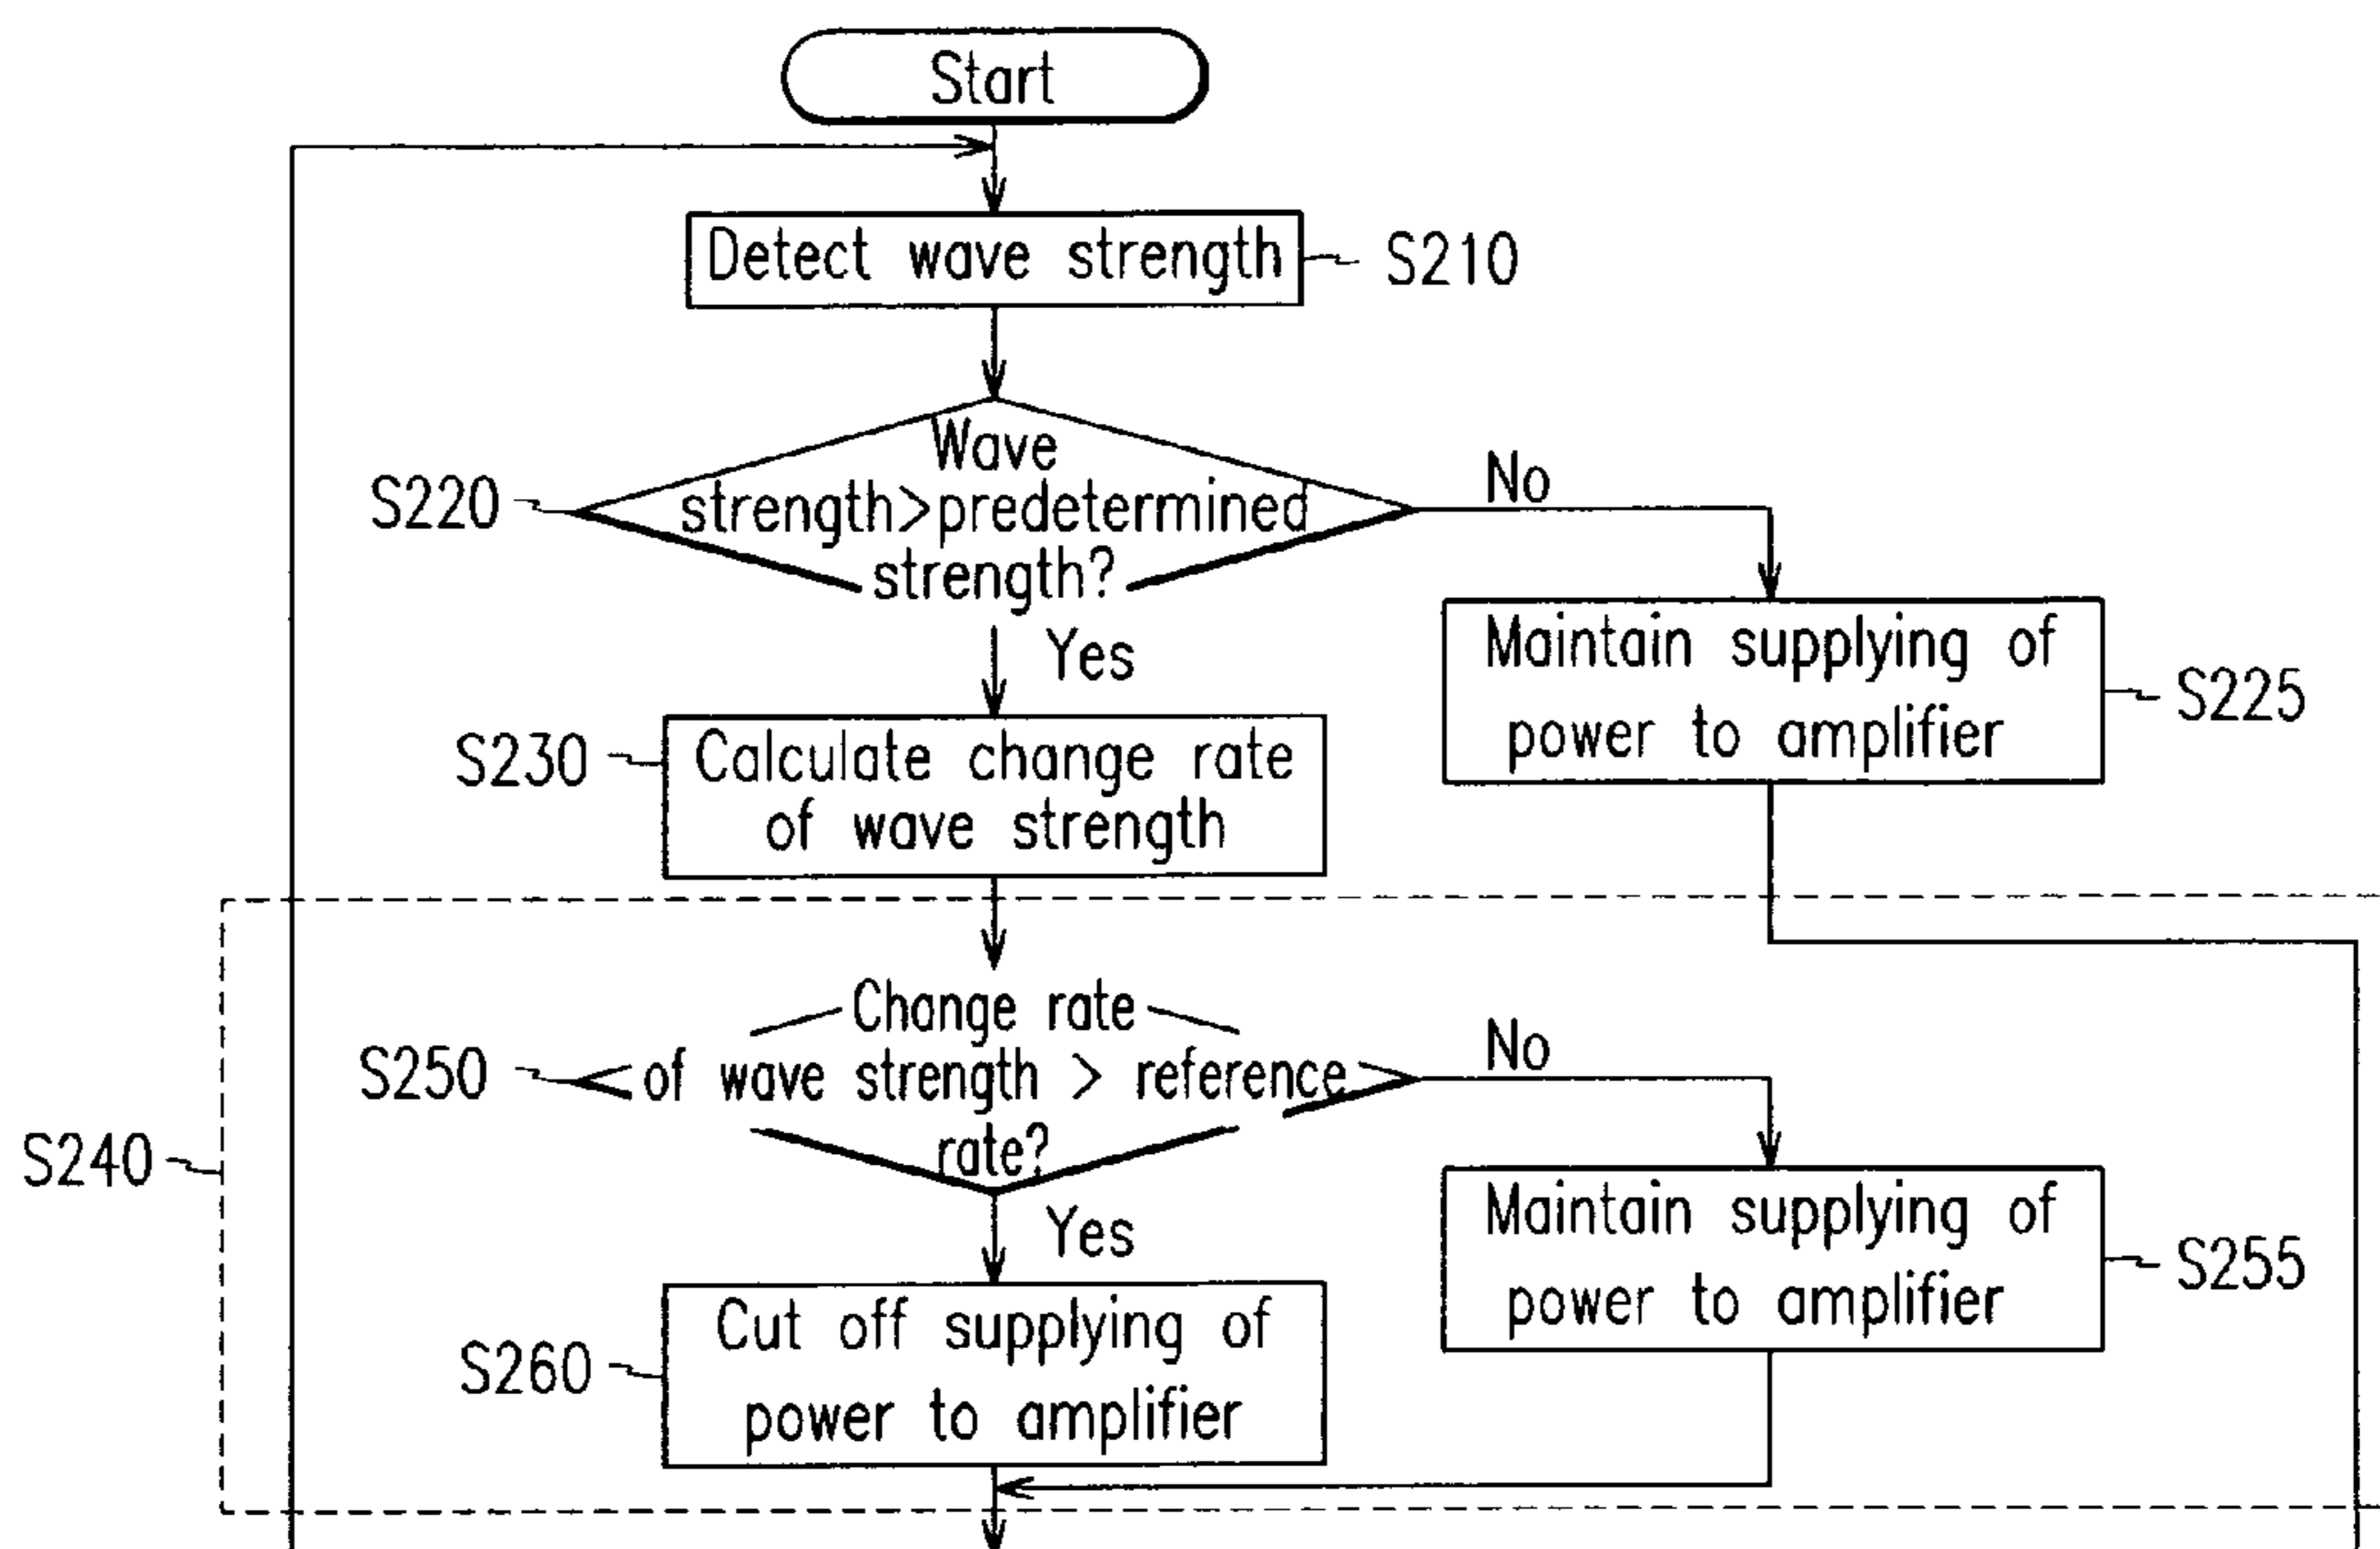 Start
Detect wave strength
S210
Wave
strength>predetermined
strength?
S220
No
Yes
Maintain supplying of
power to amplifier
S225
S230
Calculate change rate
of wave strength
Change rate
of wave strength > reference
rate?
S250
No
S240
Yes
Maintain supplying of
power to amplifier
S255
Cut off supplying of
power to amplifier
S260